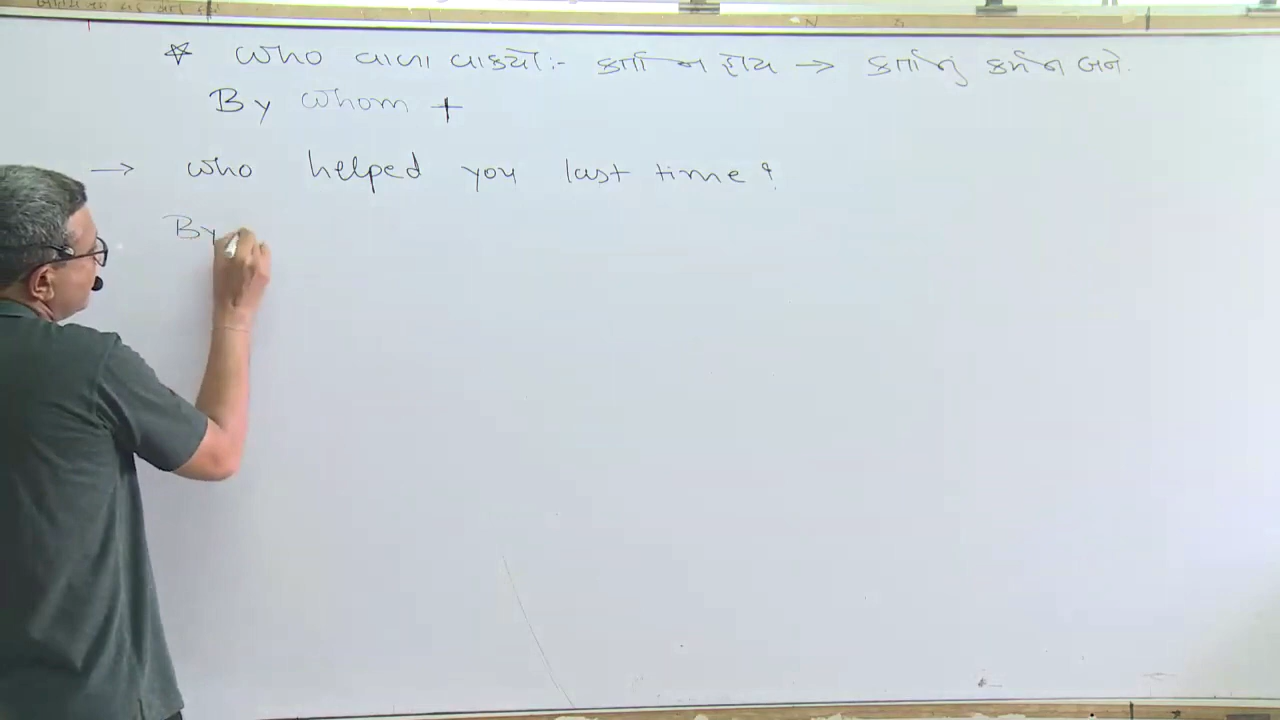 ☆ Who વાળા વાક્યો:- કર્તા ન હોય → કર્તાનું કર્મ ન બને.
By whom +
→ who helped you last time?
By